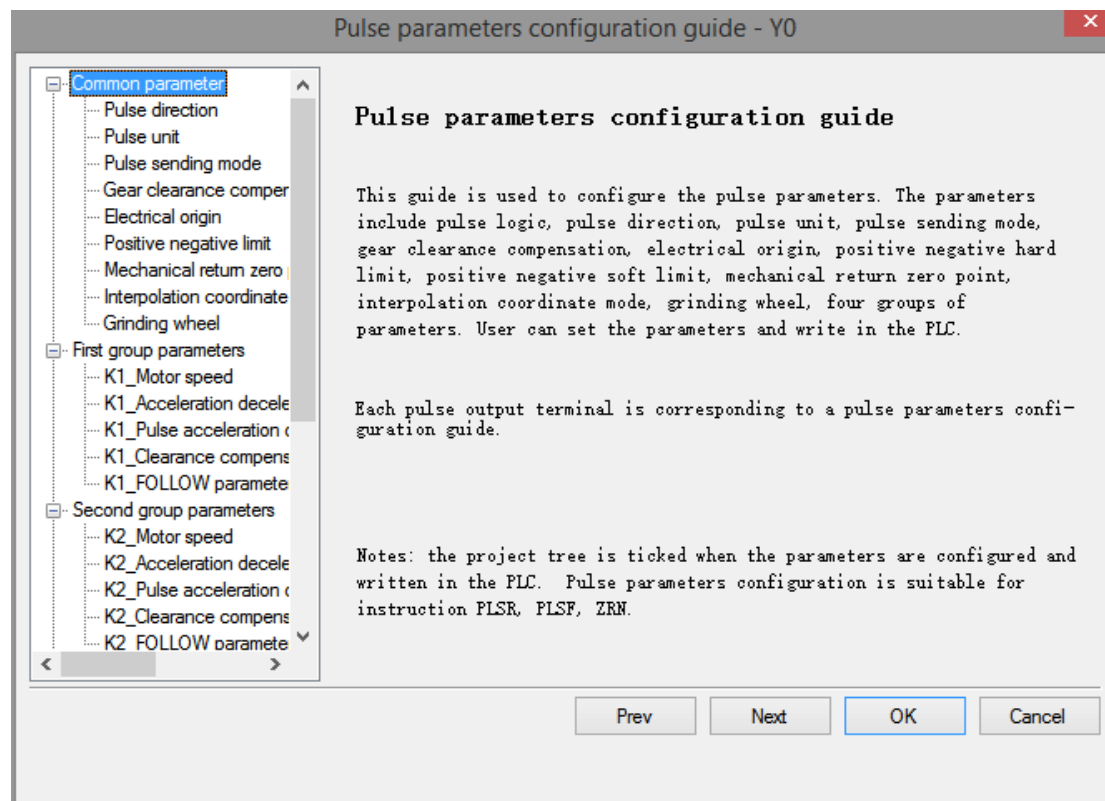 Pulse parameters configuration guide - Y0
Common parameter
Pulse direction
Pulse unit
Pulse sending mode
Gear clearance comper
Electrical origin
Positive negative limit
Mechanical return zero
Interpolation coordinate
Grinding wheel
First group parameters
K1_Motor speed
K1_Acceleration decele
K1_Pulse acceleration
K1_Clearance compens
K1_FOLLOW paramete
Second group parameters
K2_Motor speed
K2_Acceleration decele
K2_Pulse acceleration
K2_Clearance compens
K2_FOLLOW paramete
Pulse parameters configuration guide
This guide is used to configure the pulse parameters. The parameters
include pulse logic, pulse direction, pulse unit, pulse sending mode,
gear clearance compensation, electrical origin, positive negative hard
limit, positive negative soft limit, mechanical return zero point,
interpolation coordinate mode, grinding wheel, four groups of
parameters. User can set the parameters and write in the PLC.
Each pulse output terminal is corresponding to a pulse parameters confi-
guration guide.
Notes: the project tree is ticked when the parameters are configured and
written in the PLC. Pulse parameters configuration is suitable for
instruction PLSR, PLSF, ZRN.
Prev
Next
OK
Cancel